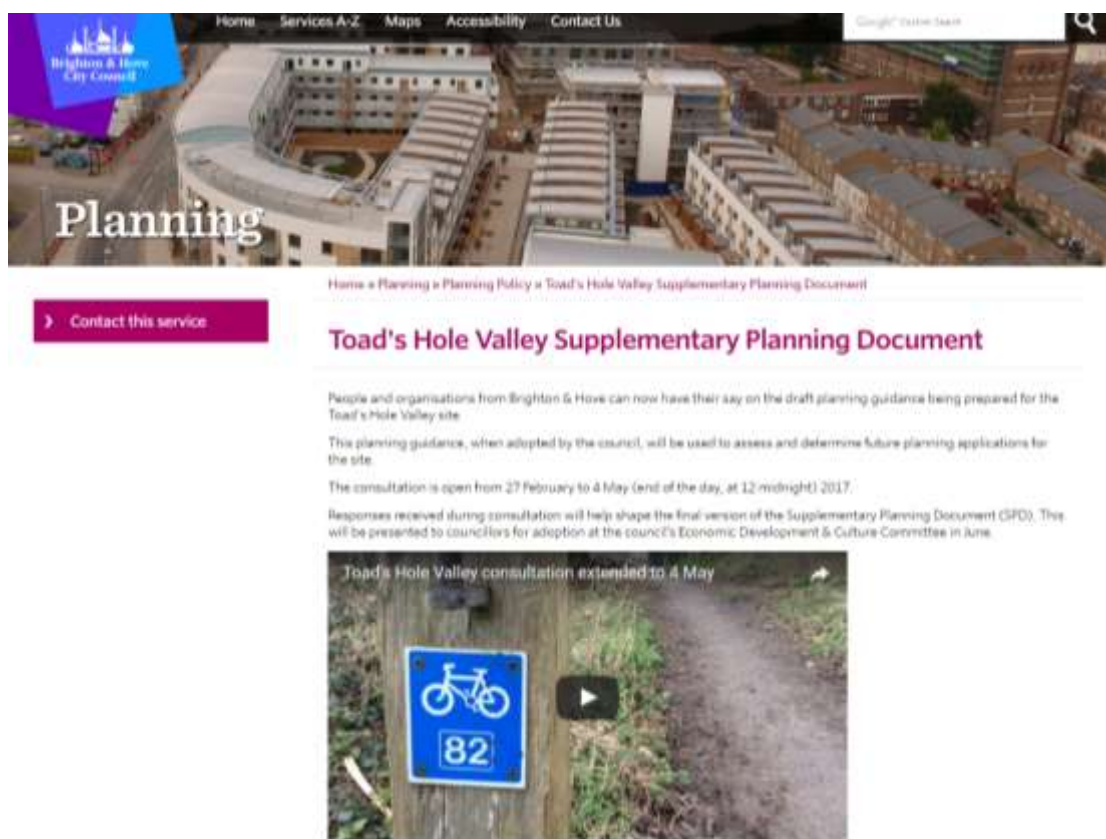 Home Services A-Z Maps Accessibility Contact Us
Google™ Custom Search
Brighton & Hove
City Council
Planning
Home » Planning » Planning Policy » Toad's Hole Valley Supplementary Planning Document
Contact this service
Toad's Hole Valley Supplementary Planning Document
People and organisations from Brighton & Hove can now have their say on the draft planning guidance being prepared for the
Toad's Hole Valley site
This planning guidance, when adopted by the council, will be used to assess and determine future planning applications for
the site.
The consultation is open from 27 February to 4 May (end of the day, at 12 midnight) 2017.
Responses received during consultation will help shape the final version of the Supplementary Planning Document (SPD). This
will be presented to councillors for adoption at the council's Economic Development & Culture Committee in June.
Toad's Hole Valley consultation extended to 4 May
82